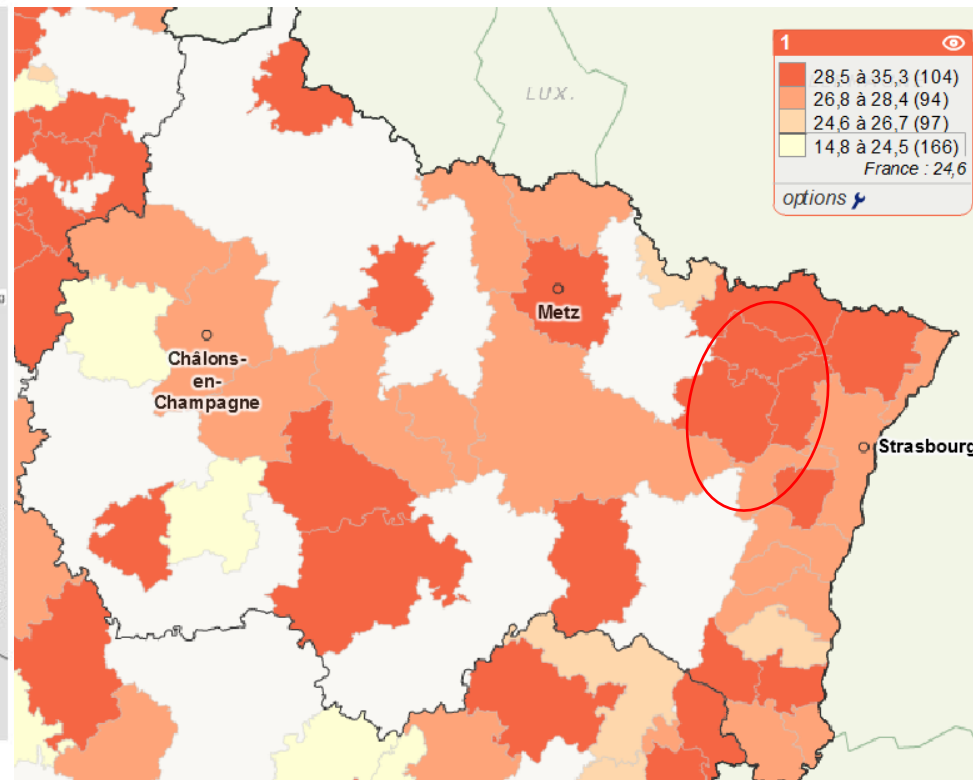 1
28,5 à 35,3 (104)
26,8 à 28,4 (94)
24,6 à 26,7 (97)
14,8 à 24,5 (166)
France : 24,6
options
LUX.
Metz
Châlons-
en-
Champagne
Strasbourg